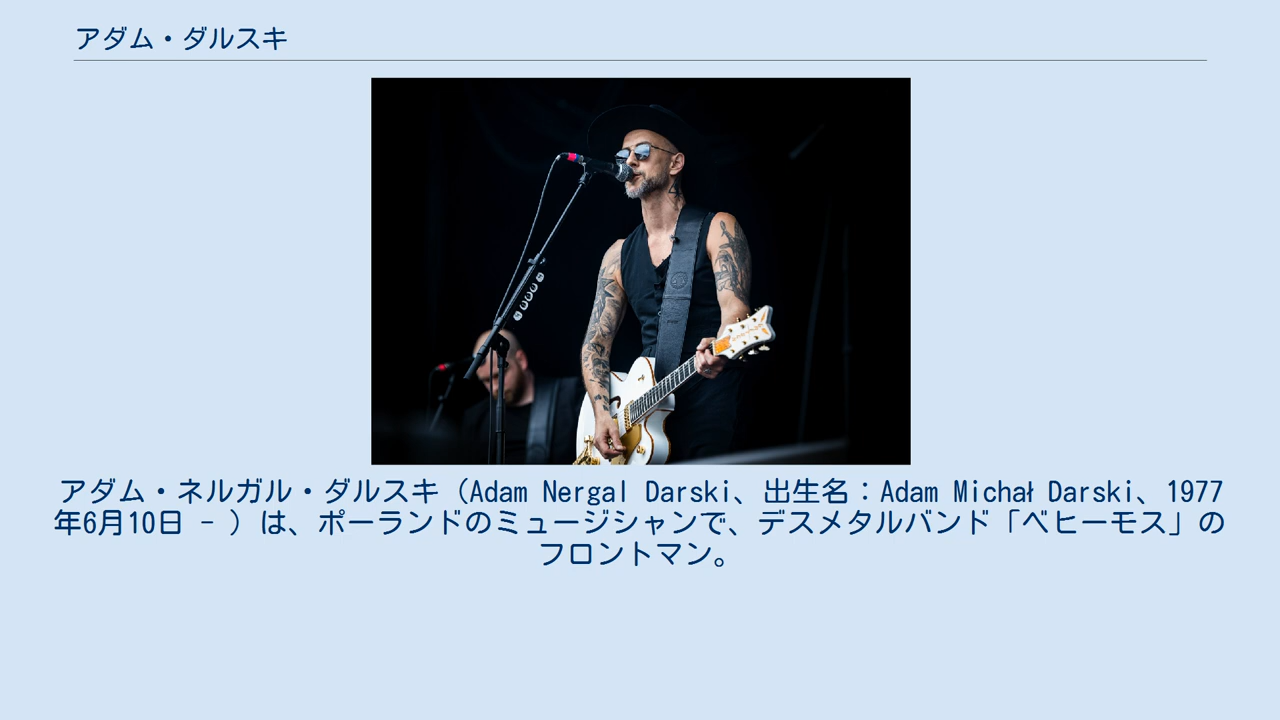 アダム・ダルスキ
アダム・ネルガル・ダルスキ（Adam Nergal Darski、出生名：Adam Michał Darski、1977
年6月10日 - ）は、ポーランドのミュージシャンで、デスメタルバンド「ベヒーモス」の
フロントマン。